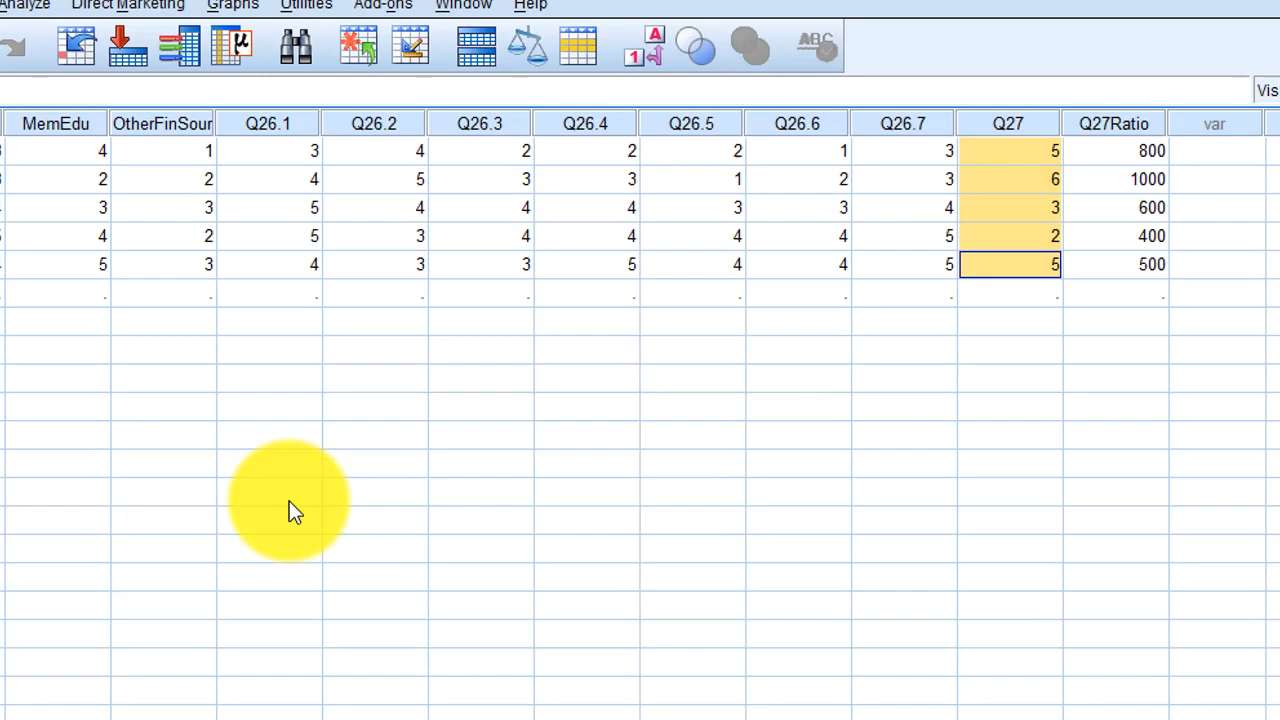 Analyze Direct Marketing Graphs Utilities Add-ons Window Help
μ A 1 ABC
Vis
MemEdu OtherFinSour Q26.1 Q26.2 Q26.3 Q26.4 Q26.5 Q26.6 Q26.7 Q27 Q27Ratio var
4 1 3 4 2 2 2 1 3 5 800
2 2 4 5 3 3 1 2 3 6 1000
3 3 5 4 4 4 3 3 4 3 600
4 2 5 3 4 4 4 4 5 2 400
5 3 4 3 3 5 4 4 5 5 500
. . . . . . . . . . .